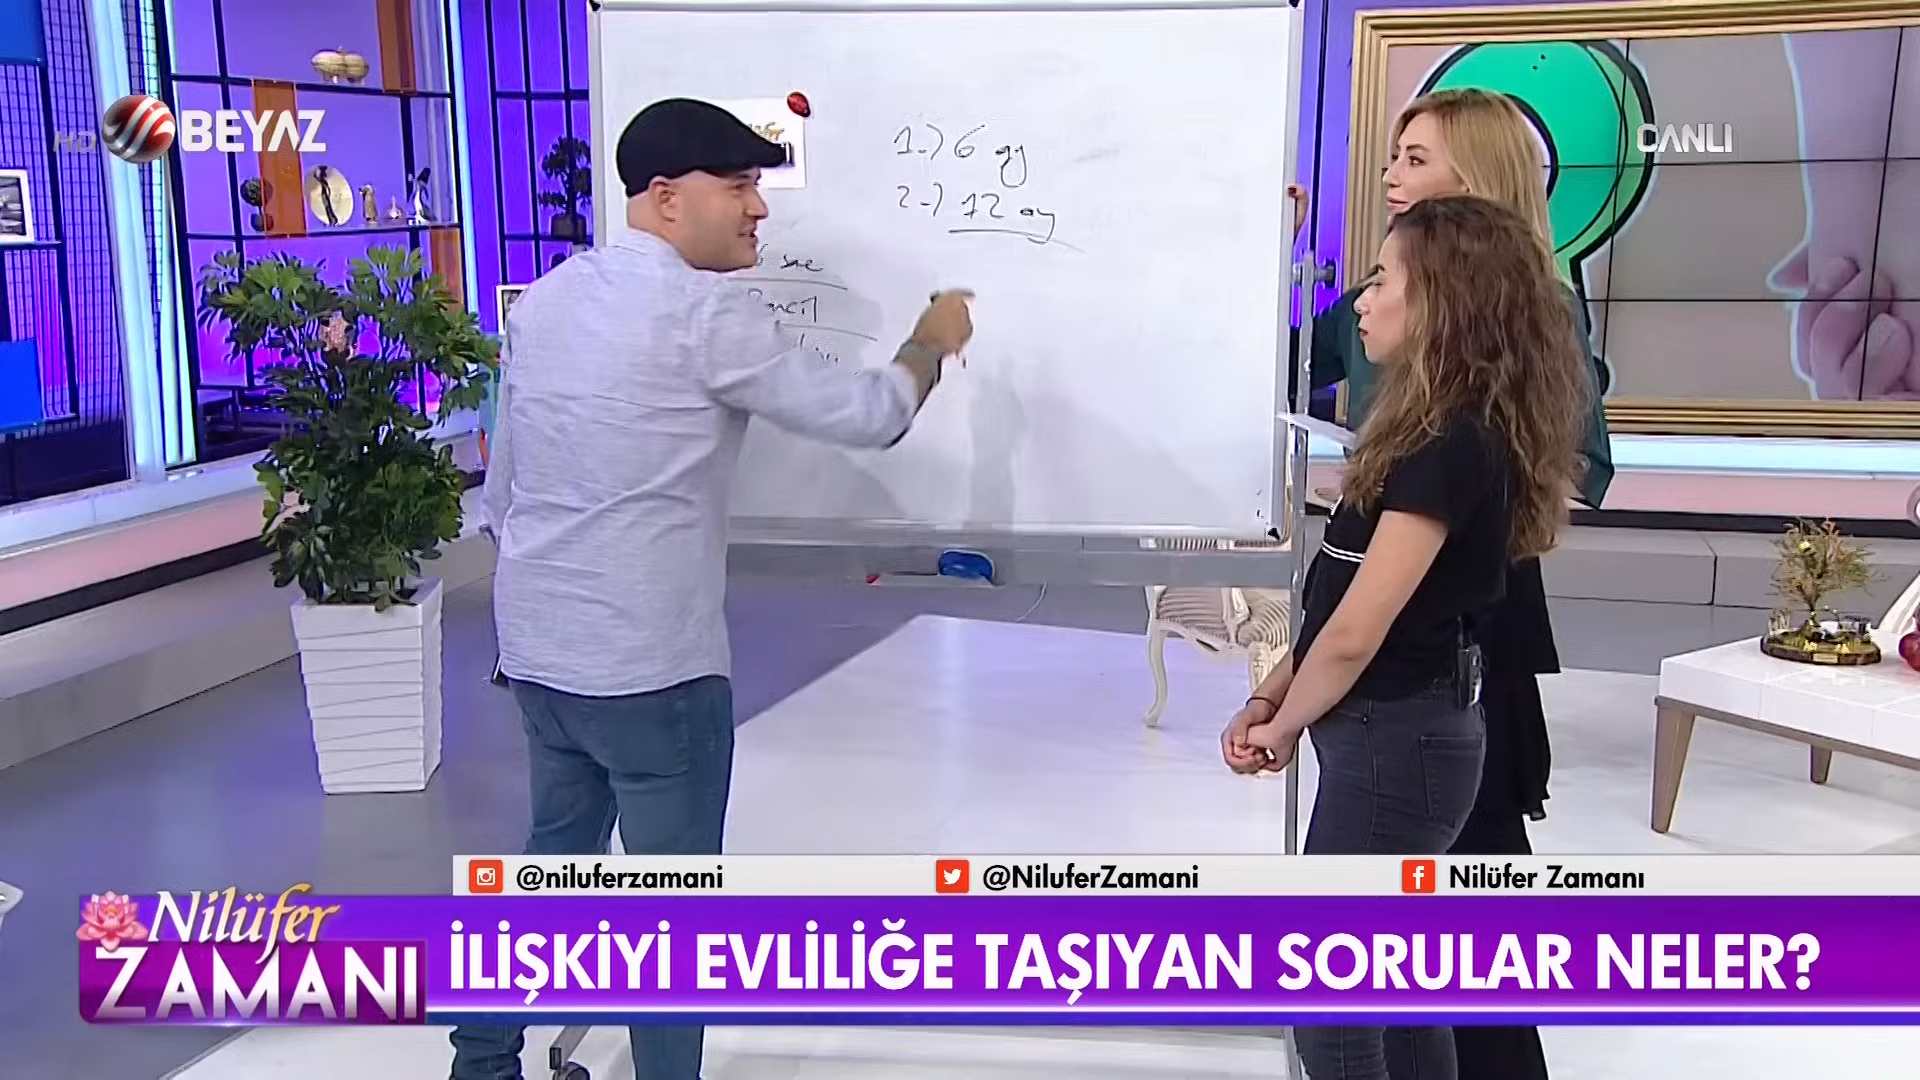 HD BEYAZ
CANLI
1-) 6 ay
2-) 12 ay
@niluferzamani
@NiluferZamani
Nilüfer Zamanı
Nilüfer
ZAMANI
İLİŞKİYİ EVLİLİĞE TAŞIYAN SORULAR NELER?